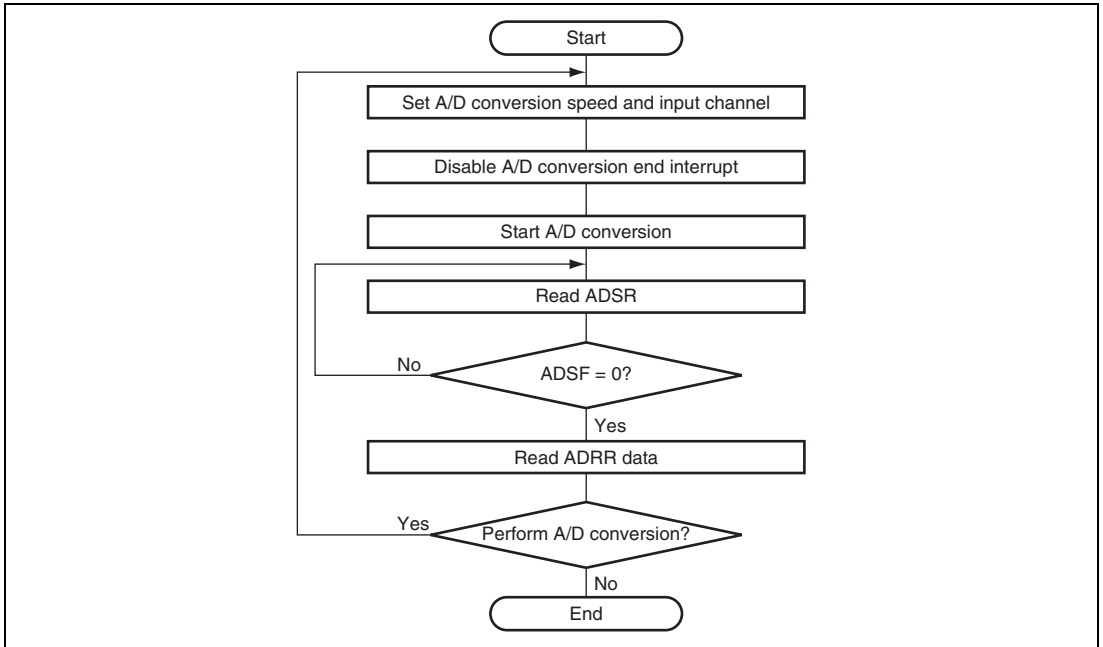 Start
Set A/D conversion speed and input channel
Disable A/D conversion end interrupt
Start A/D conversion
Read ADSR
No
ADSF = 0?
Yes
Read ADRR data
Yes
Perform A/D conversion?
No
End